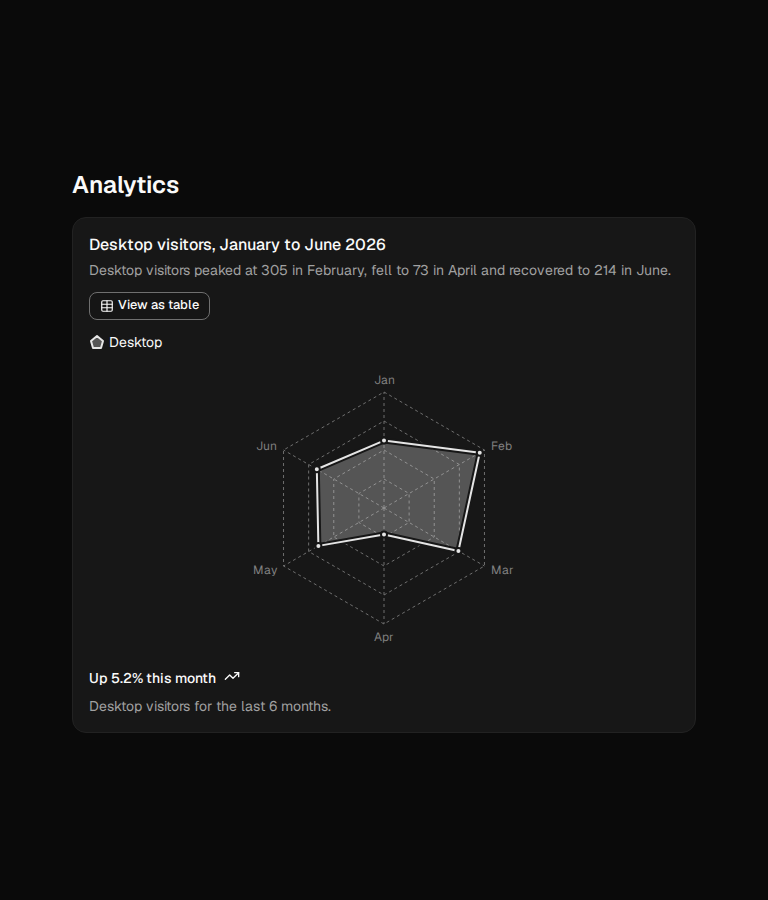 Analytics
Desktop visitors, January to June 2026
Desktop visitors peaked at 305 in February, fell to 73 in April and recovered to 214 in June.
View as table
Desktop
Jan
Jun
Feb
May
Mar
Apr
Up 5.2% this month
Desktop visitors for the last 6 months.